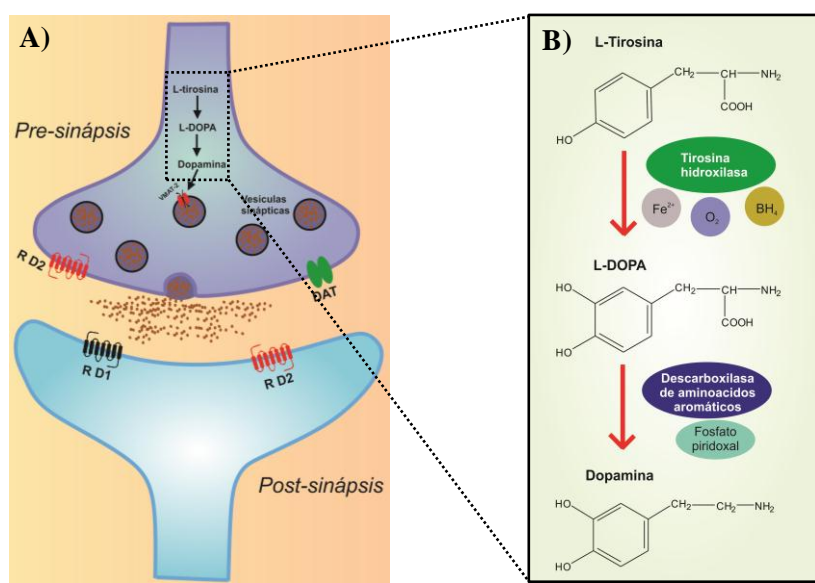 A)
L-tirosina
L-DOPA
Dopamina
VMAT-2
Vesículas
sinápticas
Pre-sinápsis
R D2
DAT
R D1
R D2
Post-sinápsis
B)
L-Tirosina
CH₂—CH—NH₂
COOH
HO
Tirosina
hidroxilasa
Fe²⁺
O₂
BH₄
L-DOPA
HO
CH₂—CH—NH₂
COOH
HO
Descarboxilasa
de aminoacidos
aromáticos
Fosfato
piridoxal
Dopamina
HO
CH₂—CH₂—NH₂
HO